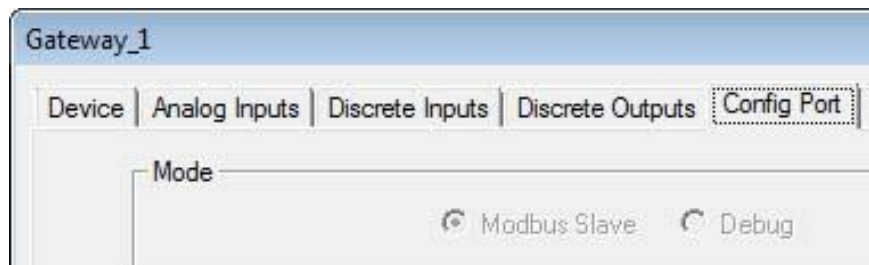 Gateway_1
Device Analog Inputs Discrete Inputs Discrete Outputs Config Port
Mode
Modbus Slave Debug